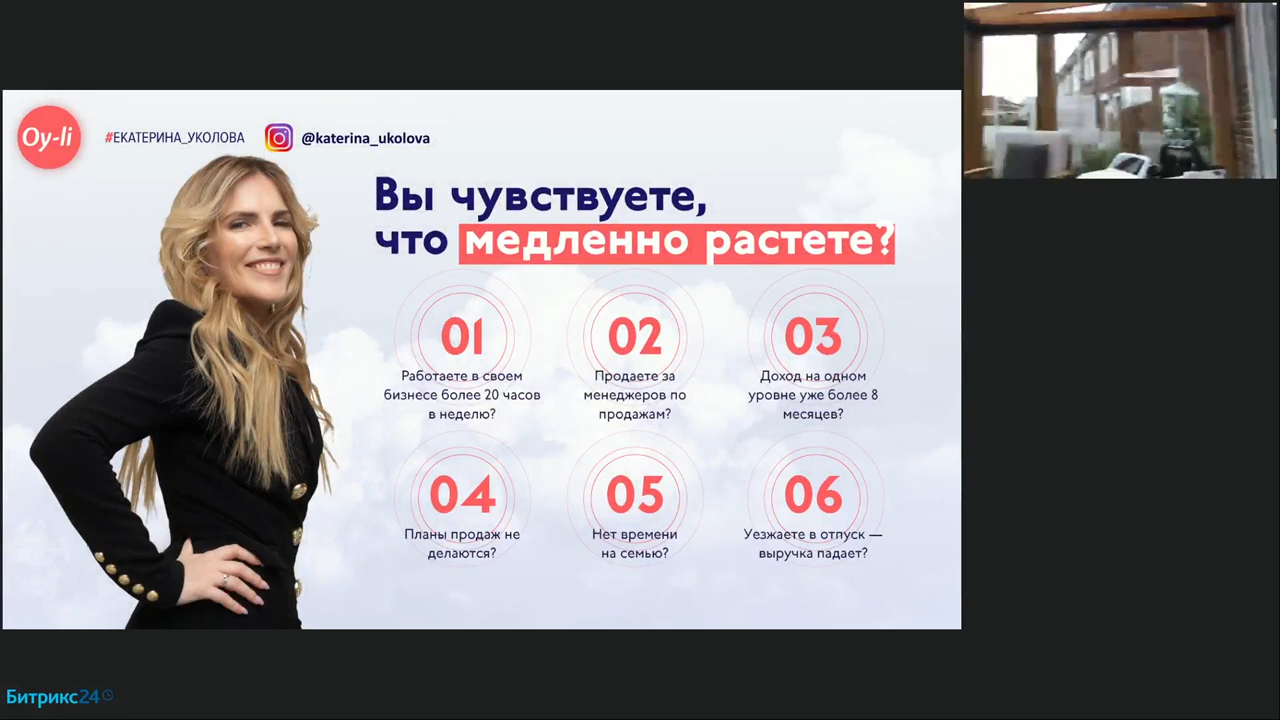 Oy-li
#ЕКАТЕРИНА_УКОЛОВА
@katerina_ukolova
Вы чувствуете,
что медленно растете?
01
Работаете в своем
бизнесе более 20 часов
в неделю?
02
Продаете за
менеджеров по
продажам?
03
Доход на одном
уровне уже более 8
месяцев?
04
Планы продаж не
делаются?
05
Нет времени
на семью?
06
Уезжаете в отпуск —
выручка падает?
Битрикс24